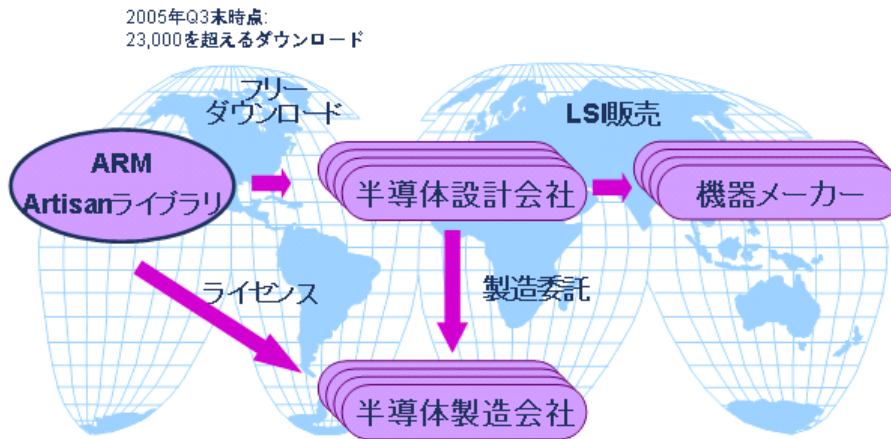 2005年Q3末時点:
23,000を超えるダウンロード
フリー
ダウンロード
LSI販売
ARM
Artisanライブラリ
半導体設計会社
機器メーカー
ライセンス
製造委託
半導体製造会社